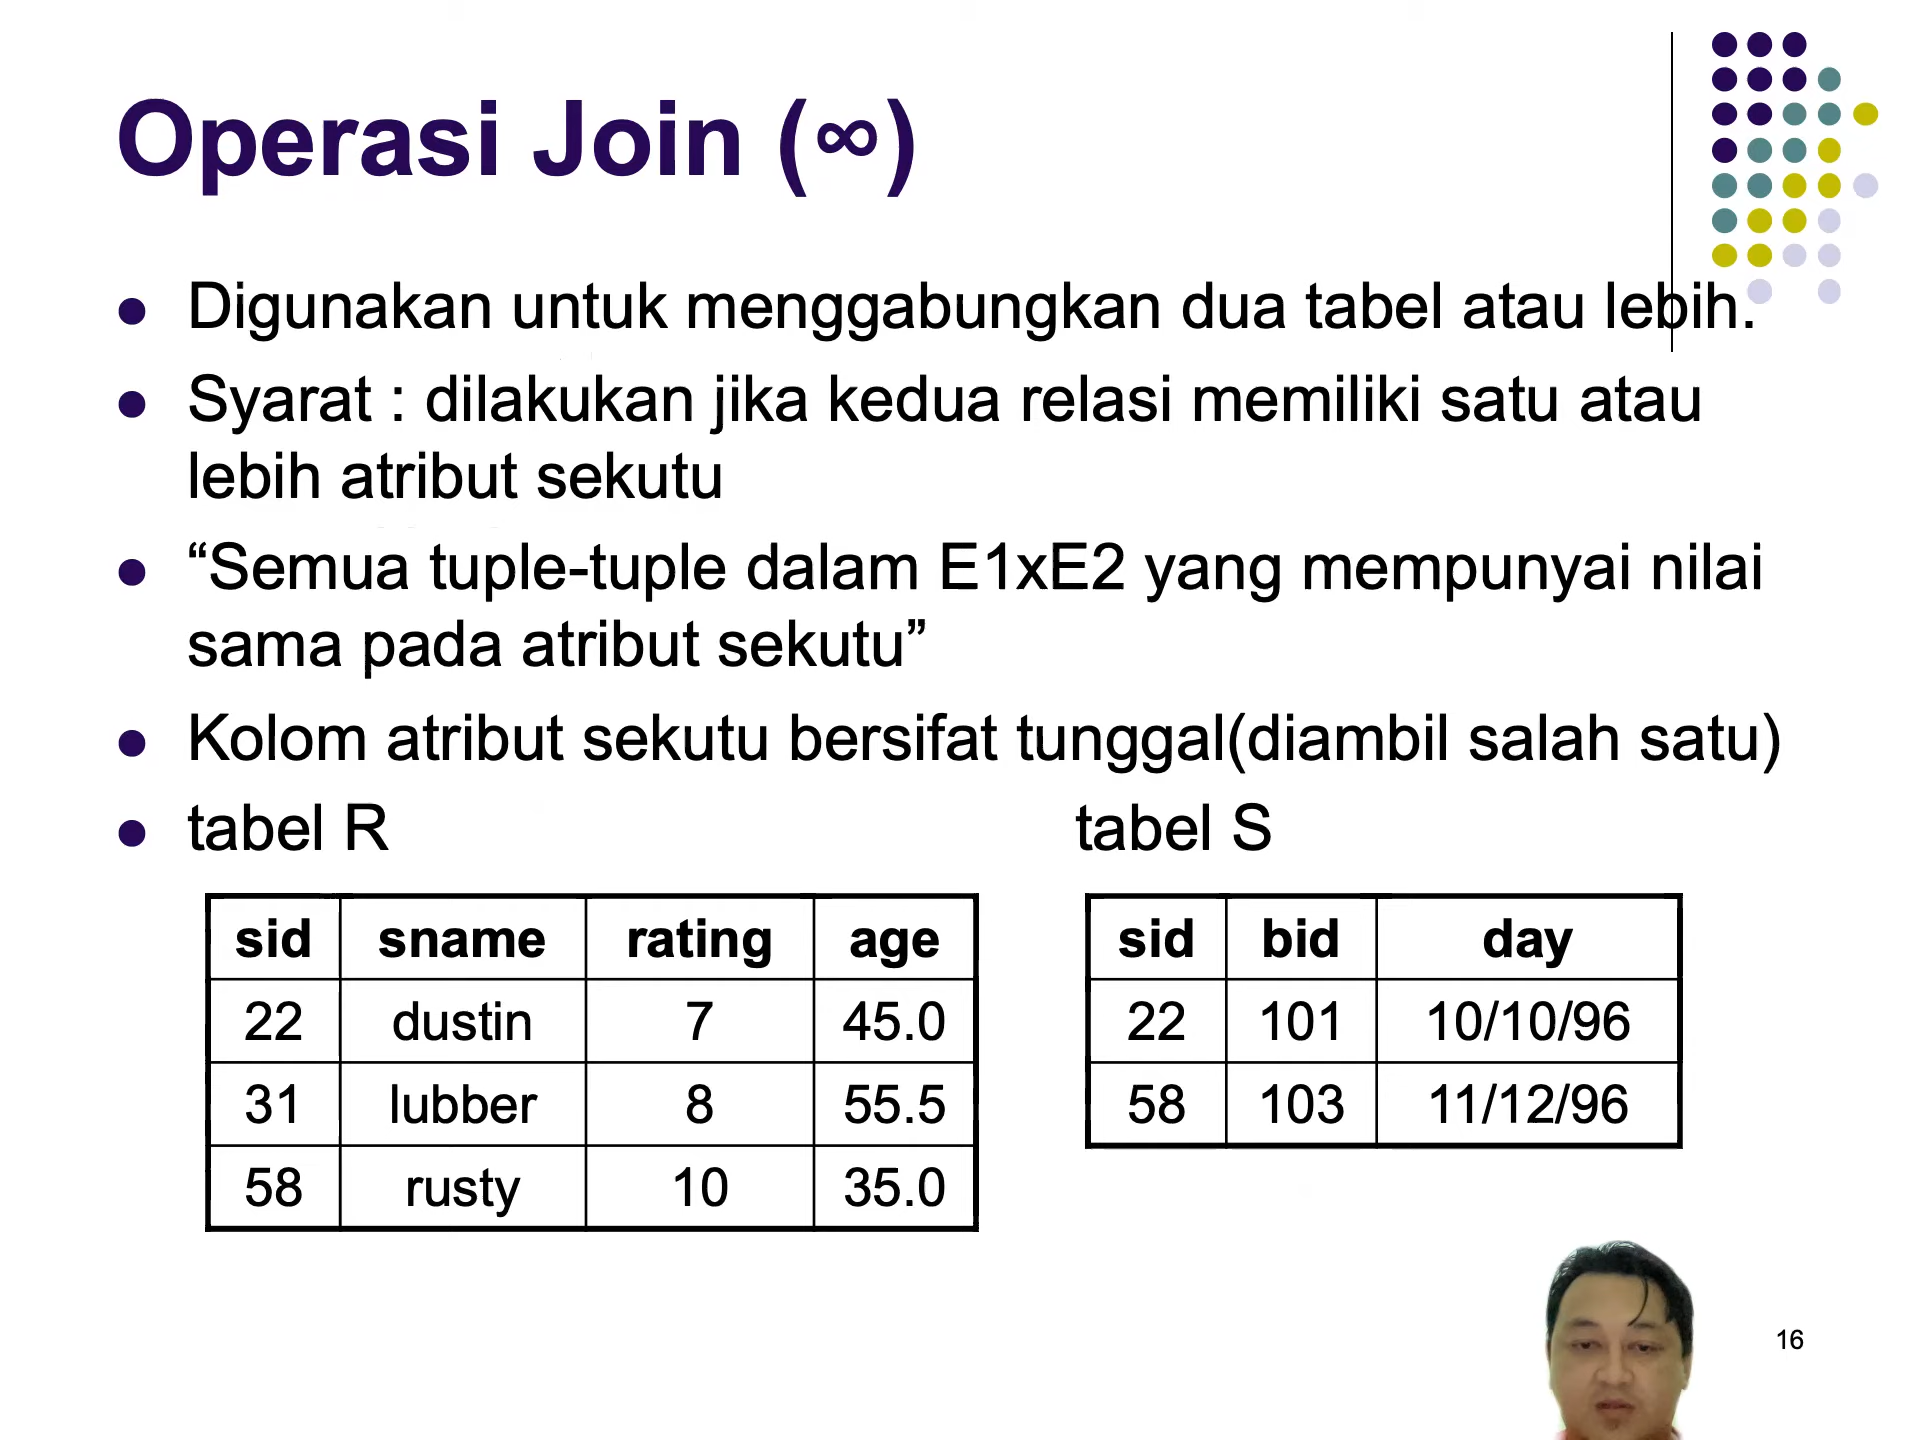 Operasi Join (∞)
Digunakan untuk menggabungkan dua tabel atau lebih.
Syarat : dilakukan jika kedua relasi memiliki satu atau
lebih atribut sekutu
“Semua tuple-tuple dalam E1xE2 yang mempunyai nilai
sama pada atribut sekutu”
Kolom atribut sekutu bersifat tunggal(diambil salah satu)
tabel R
sid sname rating age
22 dustin 7 45.0
31 lubber 8 55.5
58 rusty 10 35.0
tabel S
sid bid day
22 101 10/10/96
58 103 11/12/96
16